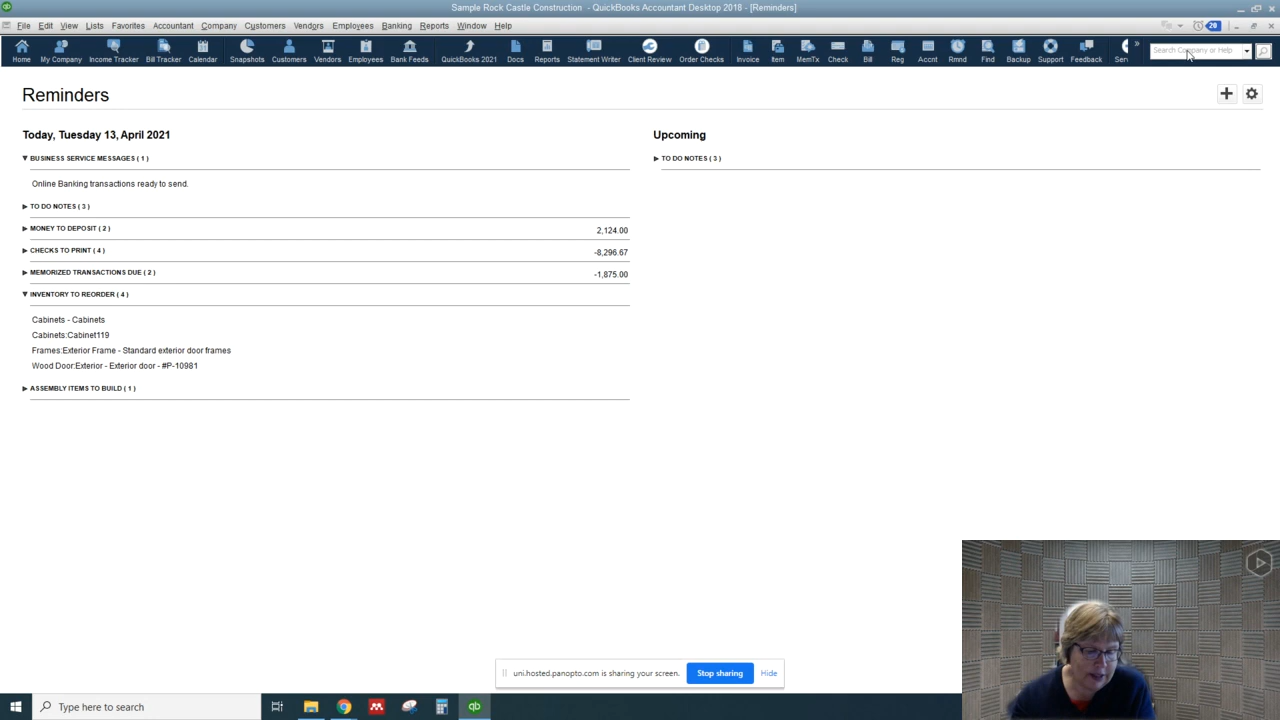 Sample Rock Castle Construction - QuickBooks Accountant Desktop 2018 - [Reminders]
File Edit View Lists Favorites Accountant Company Customers Vendors Employees Banking Reports Window Help
20
Home My Company Income Tracker Bill Tracker Calendar Snapshots Customers Vendors Employees Bank Feeds QuickBooks 2021 Docs Reports Statement Writer Client Review Order Checks Invoice Item MemTx Check Bill Reg Accnt Rmnd Find Backup Support Feedback Serv
Search Company or Help
Reminders
Today, Tuesday 13, April 2021
Upcoming
BUSINESS SERVICE MESSAGES ( 1 )
TO DO NOTES ( 3 )
Online Banking transactions ready to send.
TO DO NOTES ( 3 )
MONEY TO DEPOSIT ( 2 ) 2,124.00
CHECKS TO PRINT ( 4 ) -8,296.67
MEMORIZED TRANSACTIONS DUE ( 2 ) -1,875.00
INVENTORY TO REORDER ( 4 )
Cabinets - Cabinets
Cabinets:Cabinet119
Frames:Exterior Frame - Standard exterior door frames
Wood Door:Exterior - Exterior door - #P-10981
ASSEMBLY ITEMS TO BUILD ( 1 )
uni.hosted.panopto.com is sharing your screen. Stop sharing Hide
Type here to search
qb